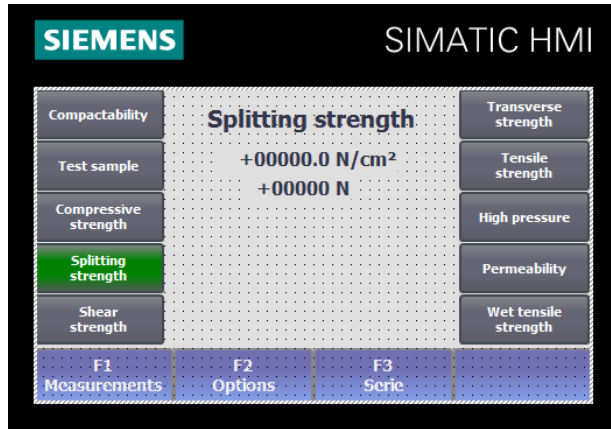 SIEMENS
SIMATIC HMI
Compactability
Test sample
Compressive
strength
Splitting
strength
Shear
strength
Splitting strength
+00000.0 N/cm²
+00000 N
Transverse
strength
Tensile
strength
High pressure
Permeability
Wet tensile
strength
F1
Measurements
F2
Options
F3
Serie